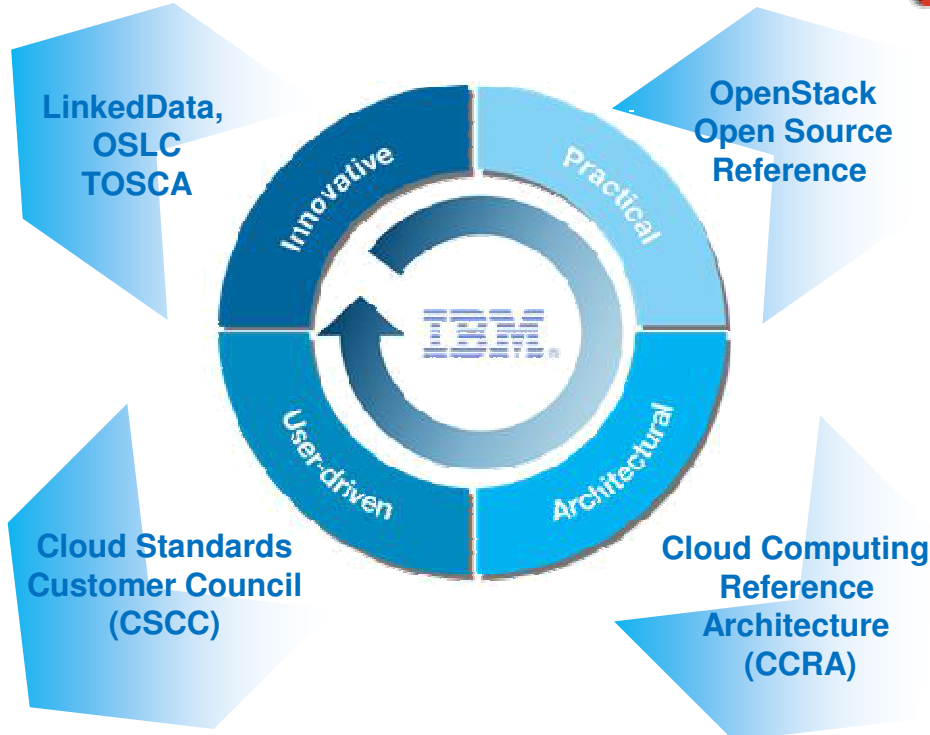 LinkedData,
OSLC
TOSCA
OpenStack
Open Source
Reference
Innovative
Practical
IBM.
User-driven
Architectural
Cloud Standards
Customer Council
(CSCC)
Cloud Computing
Reference
Architecture
(CCRA)